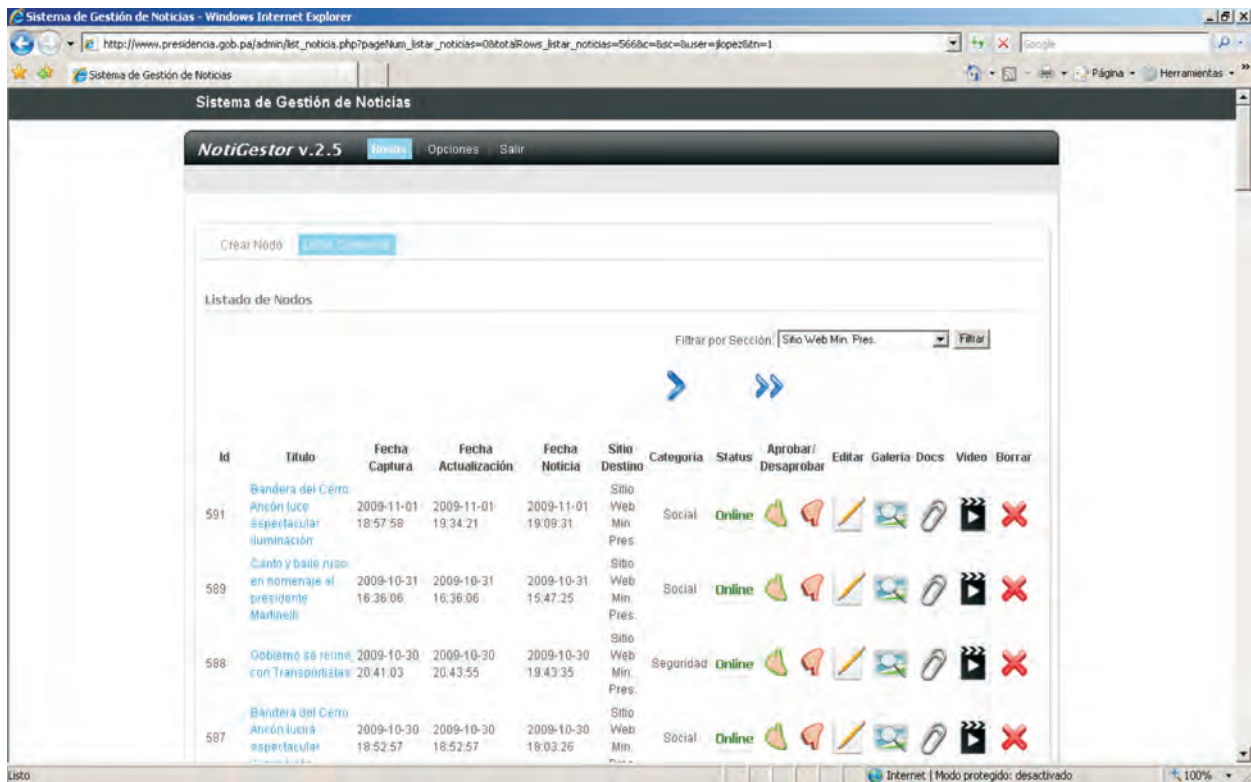 Sistema de Gestión de Noticias - Windows Internet Explorer
http://www.presidencia.gob.pa/admin/list_noticia.php?pageNum_listar_noticias=0&totalRows_listar_noticias=566&c=&sc=&user=jlopez&tn=1
Google
Sistema de Gestión de Noticias
Página
Herramientas
Sistema de Gestión de Noticias
NotiGestor v.2.5 Nodos Opciones Salir
Crear Nodo
Listado de Nodos
Filtrar por Sección: Sitio Web Min. Pres. Filtrar
Id Título Fecha Captura Fecha Actualización Fecha Noticia Sitio Destino Categoria Status Aprobar/ Desaprobar Editar Galeria Docs Video Borrar
591
Bandera del Cerro
Ancón luce
espectacular
iluminación
2009-11-01
18:57:58
2009-11-01
19:34:21
2009-11-01
19:09:31
Sitio
Web
Min.
Pres.
Social
Online
589
Canto y baile ruso
en homenaje al
presidente
Martinelli
2009-10-31
16:36:06
2009-10-31
16:36:06
2009-10-31
15:47:25
Sitio
Web
Min.
Pres.
Social
Online
588
Gobierno se reúne
con Transportistas
2009-10-30
20:41:03
2009-10-30
20:43:55
2009-10-30
19:43:35
Sitio
Web
Min.
Pres.
Seguridad
Online
587
Bandera del Cerro
Ancón lucirá
espectacular
2009-10-30
18:52:57
2009-10-30
18:52:57
2009-10-30
18:03:26
Sitio
Web
Min.
Social
Online
Listo
Internet | Modo protegido: desactivado
100%